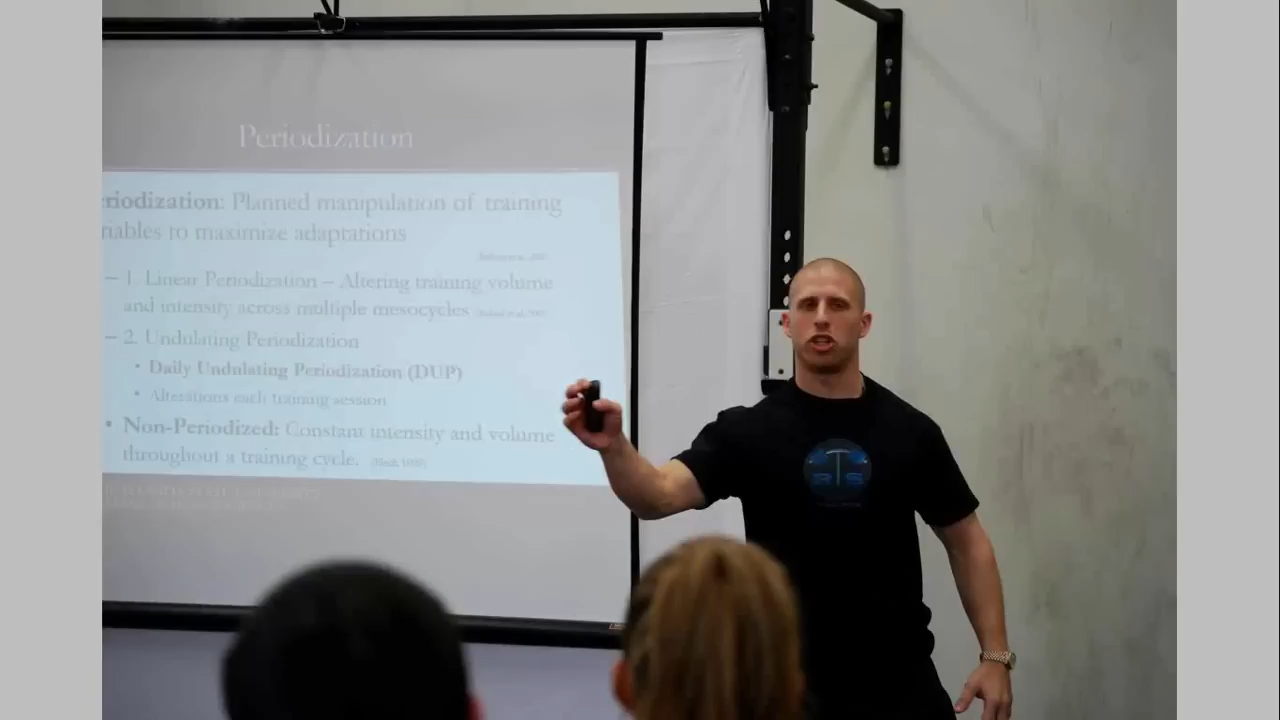 Periodization
riodization: Planned manipulation of training
riables to maximize adaptations
– 1. Linear Periodization – Altering training volume
and intensity across multiple mesocycles
– 2. Undulating Periodization
• Daily Undulating Periodization (DUP)
• Alterations each training session
• Non-Periodized: Constant intensity and volume
throughout a training cycle.
RTS